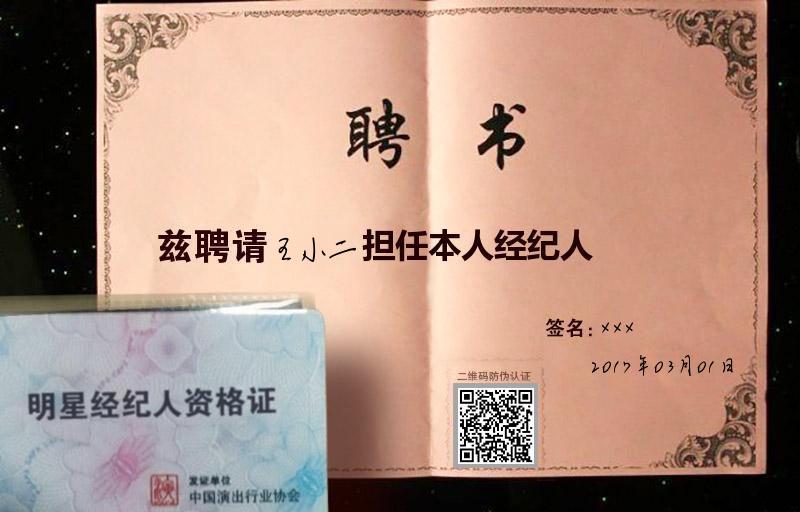 聘书
兹聘请王小二担任本人经纪人
签名：×××
2017年03月01日
二维码防伪认证
明星经纪人资格证
发证单位
中国演出行业协会